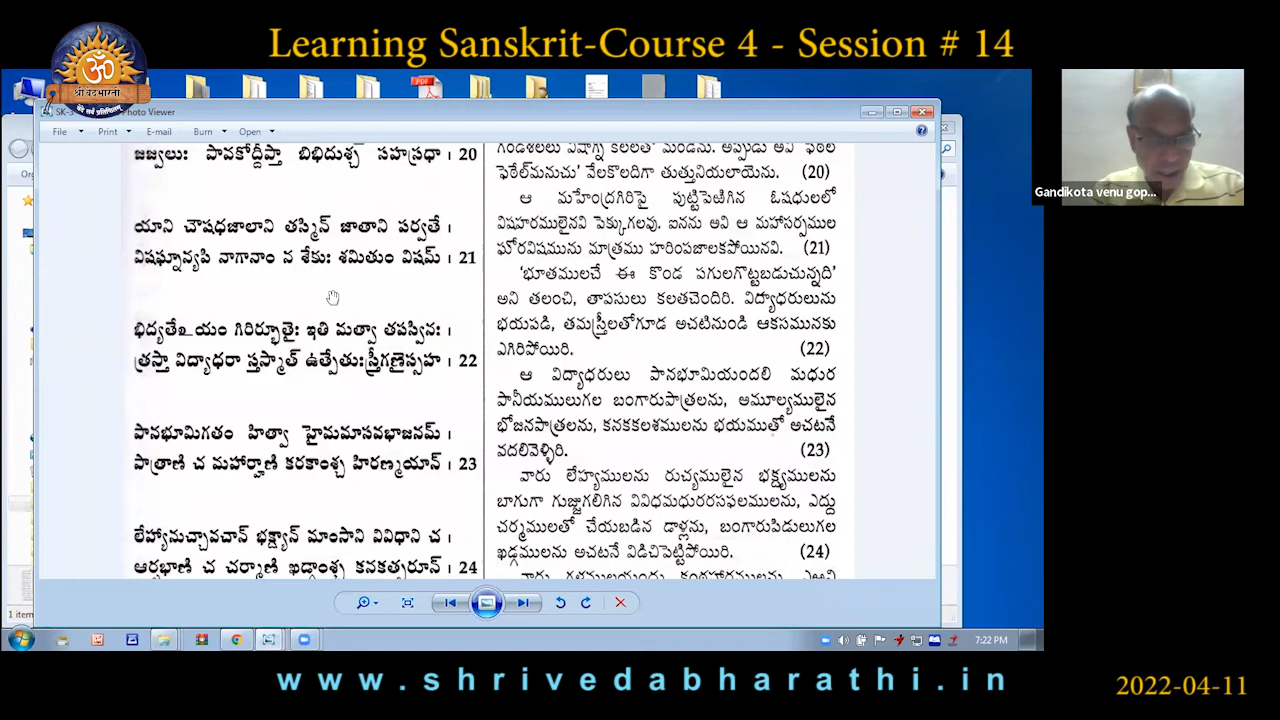 Learning Sanskrit-Course 4 - Session # 14
श्री वेदभारती
Photo Viewer
File Print E-mail Burn Open
జజ్వలుః పావకోద్దీప్తా బిభిదుశ్చ సహస్రధా 20
యాని చౌషధజాలాని తస్మిన్ జాతాని పర్వతే ।
విషఘ్నాన్యపి నాగానాం న శేకుః శమితుం విషమ్ 21
భిద్యతేఽయం గిరిర్భూతైః ఇతి మత్వా తపస్వినః ।
త్రస్తా విద్యాధరా స్తస్మాత్ ఉత్పేతుఃస్త్రీగణైస్సహ । 22
పానభూమిగతం హిత్వా హైమమాసవభాజనమ్ ।
పాత్రాణి చ మహార్హాణి కరకాంశ్చ హిరణ్మయాన్ 23
లేహ్యానుచ్చావచాన్ భక్ష్యాన్ మాంసాని వివిధాని చ ।
ఆర్షభాణి చ చర్మాణి ఖడ్గాంశ్చ కనకత్సరూన్ । 24
ఫెఠేల్‌మనుచు' వేలకొలదిగా తుత్తునియలాయెను. (20)
ఆ మహేంద్రగిరిపై పుట్టిపెఱిగిన ఓషధులలో
విషహరములైనవి పెక్కుగలవు. ఐనను అవి ఆ మహాసర్పముల
ఘోరవిషమును మాత్రము హరింపజాలకపోయినవి. (21)
'భూతములచే ఈ కొండ పగులగొట్టబడుచున్నది'
అని తలంచి, తాపసులు కలతచెందిరి. విద్యాధరులును
భయపడి, తమస్త్రీలతోగూడ అచటినుండి ఆకసమునకు
ఎగిరిపోయిరి. (22)
ఆ విద్యాధరులు పానభూమియందలి మధుర
పానీయములుగల బంగారుపాత్రలను, అమూల్యములైన
భోజనపాత్రలను, కనకకలశములను భయముతో అచటనే
వదలివెళ్ళిరి. (23)
వారు లేహ్యములను రుచ్యములైన భక్ష్యములను
బాగుగా గుజ్జుగలిగిన వివిధమధురరసఫలములను, ఎద్దు
చర్మములతో చేయబడిన డాళ్లను, బంగారుపిడులుగల
ఖడ్గములను అచటనే విడిచిపెట్టిపోయిరి. (24)
Gandikota venu gop...
1 item
7:22 PM
www.shrivedabharathi.in
2022-04-11